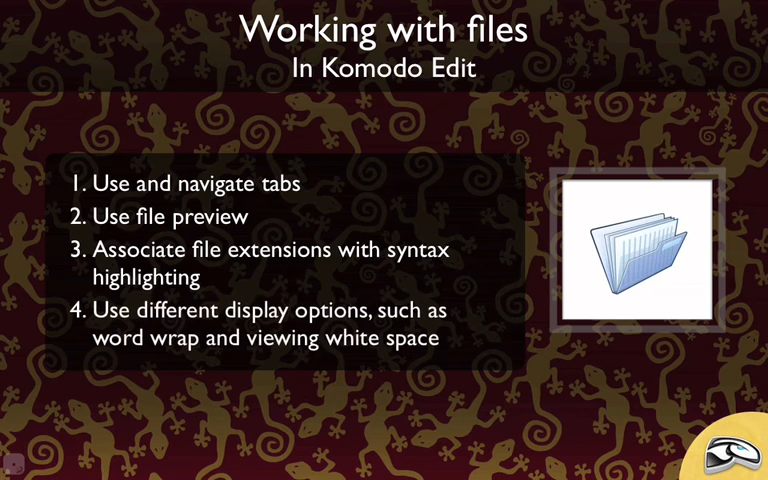 Working with files
In Komodo Edit
1. Use and navigate tabs
2. Use file preview
3. Associate file extensions with syntax
highlighting
4. Use different display options, such as
word wrap and viewing white space